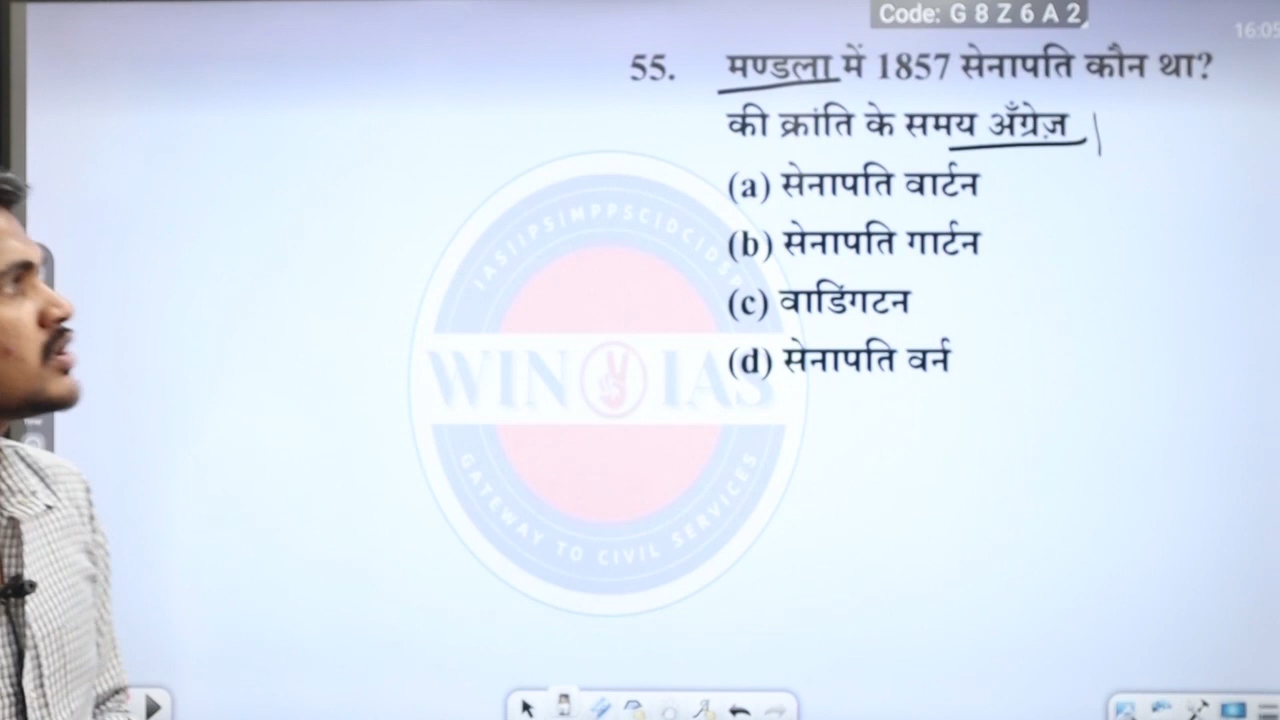 Code: G 8 Z 6 A 2
16:05
55. मण्डला में 1857 सेनापति कौन था?
की क्रांति के समय अँग्रेज़
(a) सेनापति वार्टन
(b) सेनापति गार्टन
(c) वाडिंगटन
(d) सेनापति वर्न
WIN IAS
GATEWAY TO CIVIL SERVICES